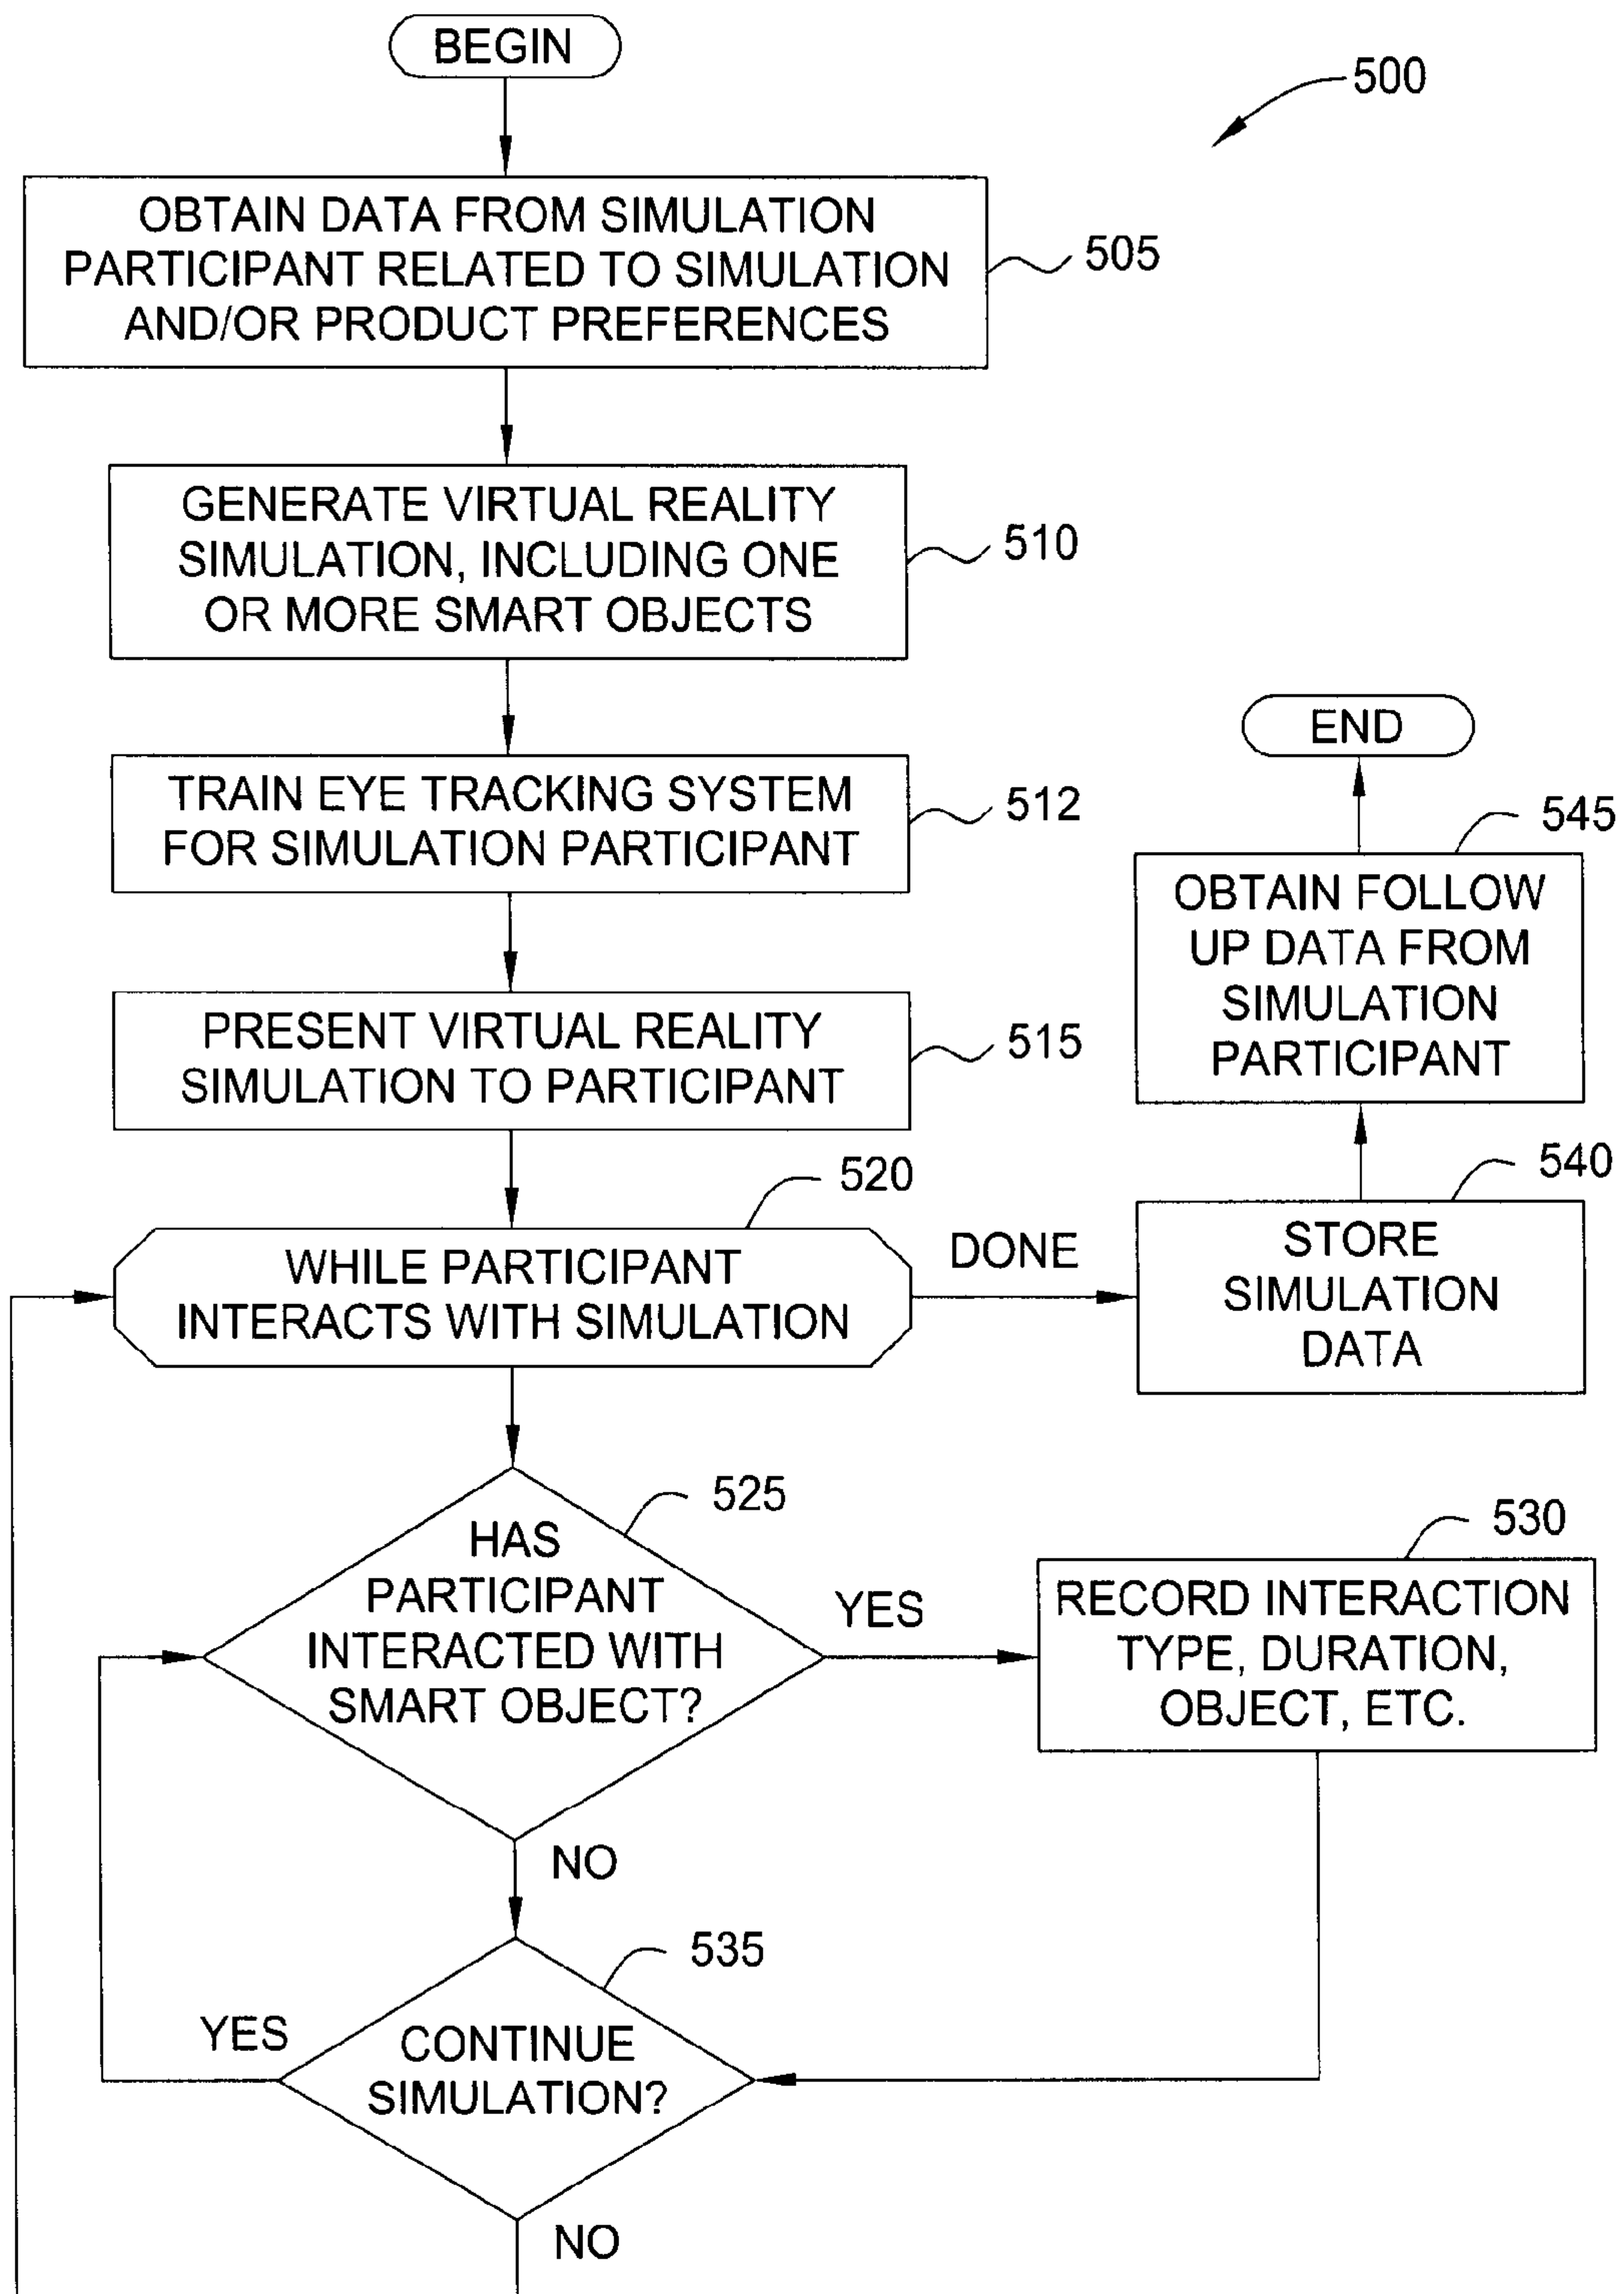 BEGIN
500
OBTAIN DATA FROM SIMULATION
PARTICIPANT RELATED TO SIMULATION
AND/OR PRODUCT PREFERENCES
505
GENERATE VIRTUAL REALITY
SIMULATION, INCLUDING ONE
OR MORE SMART OBJECTS
510
TRAIN EYE TRACKING SYSTEM
FOR SIMULATION PARTICIPANT
512
PRESENT VIRTUAL REALITY
SIMULATION TO PARTICIPANT
515
WHILE PARTICIPANT
INTERACTS WITH SIMULATION
520
DONE
STORE
SIMULATION
DATA
540
OBTAIN FOLLOW
UP DATA FROM
SIMULATION
PARTICIPANT
545
END
HAS
PARTICIPANT
INTERACTED WITH
SMART OBJECT?
525
YES
RECORD INTERACTION
TYPE, DURATION,
OBJECT, ETC.
530
NO
CONTINUE
SIMULATION?
535
YES
NO